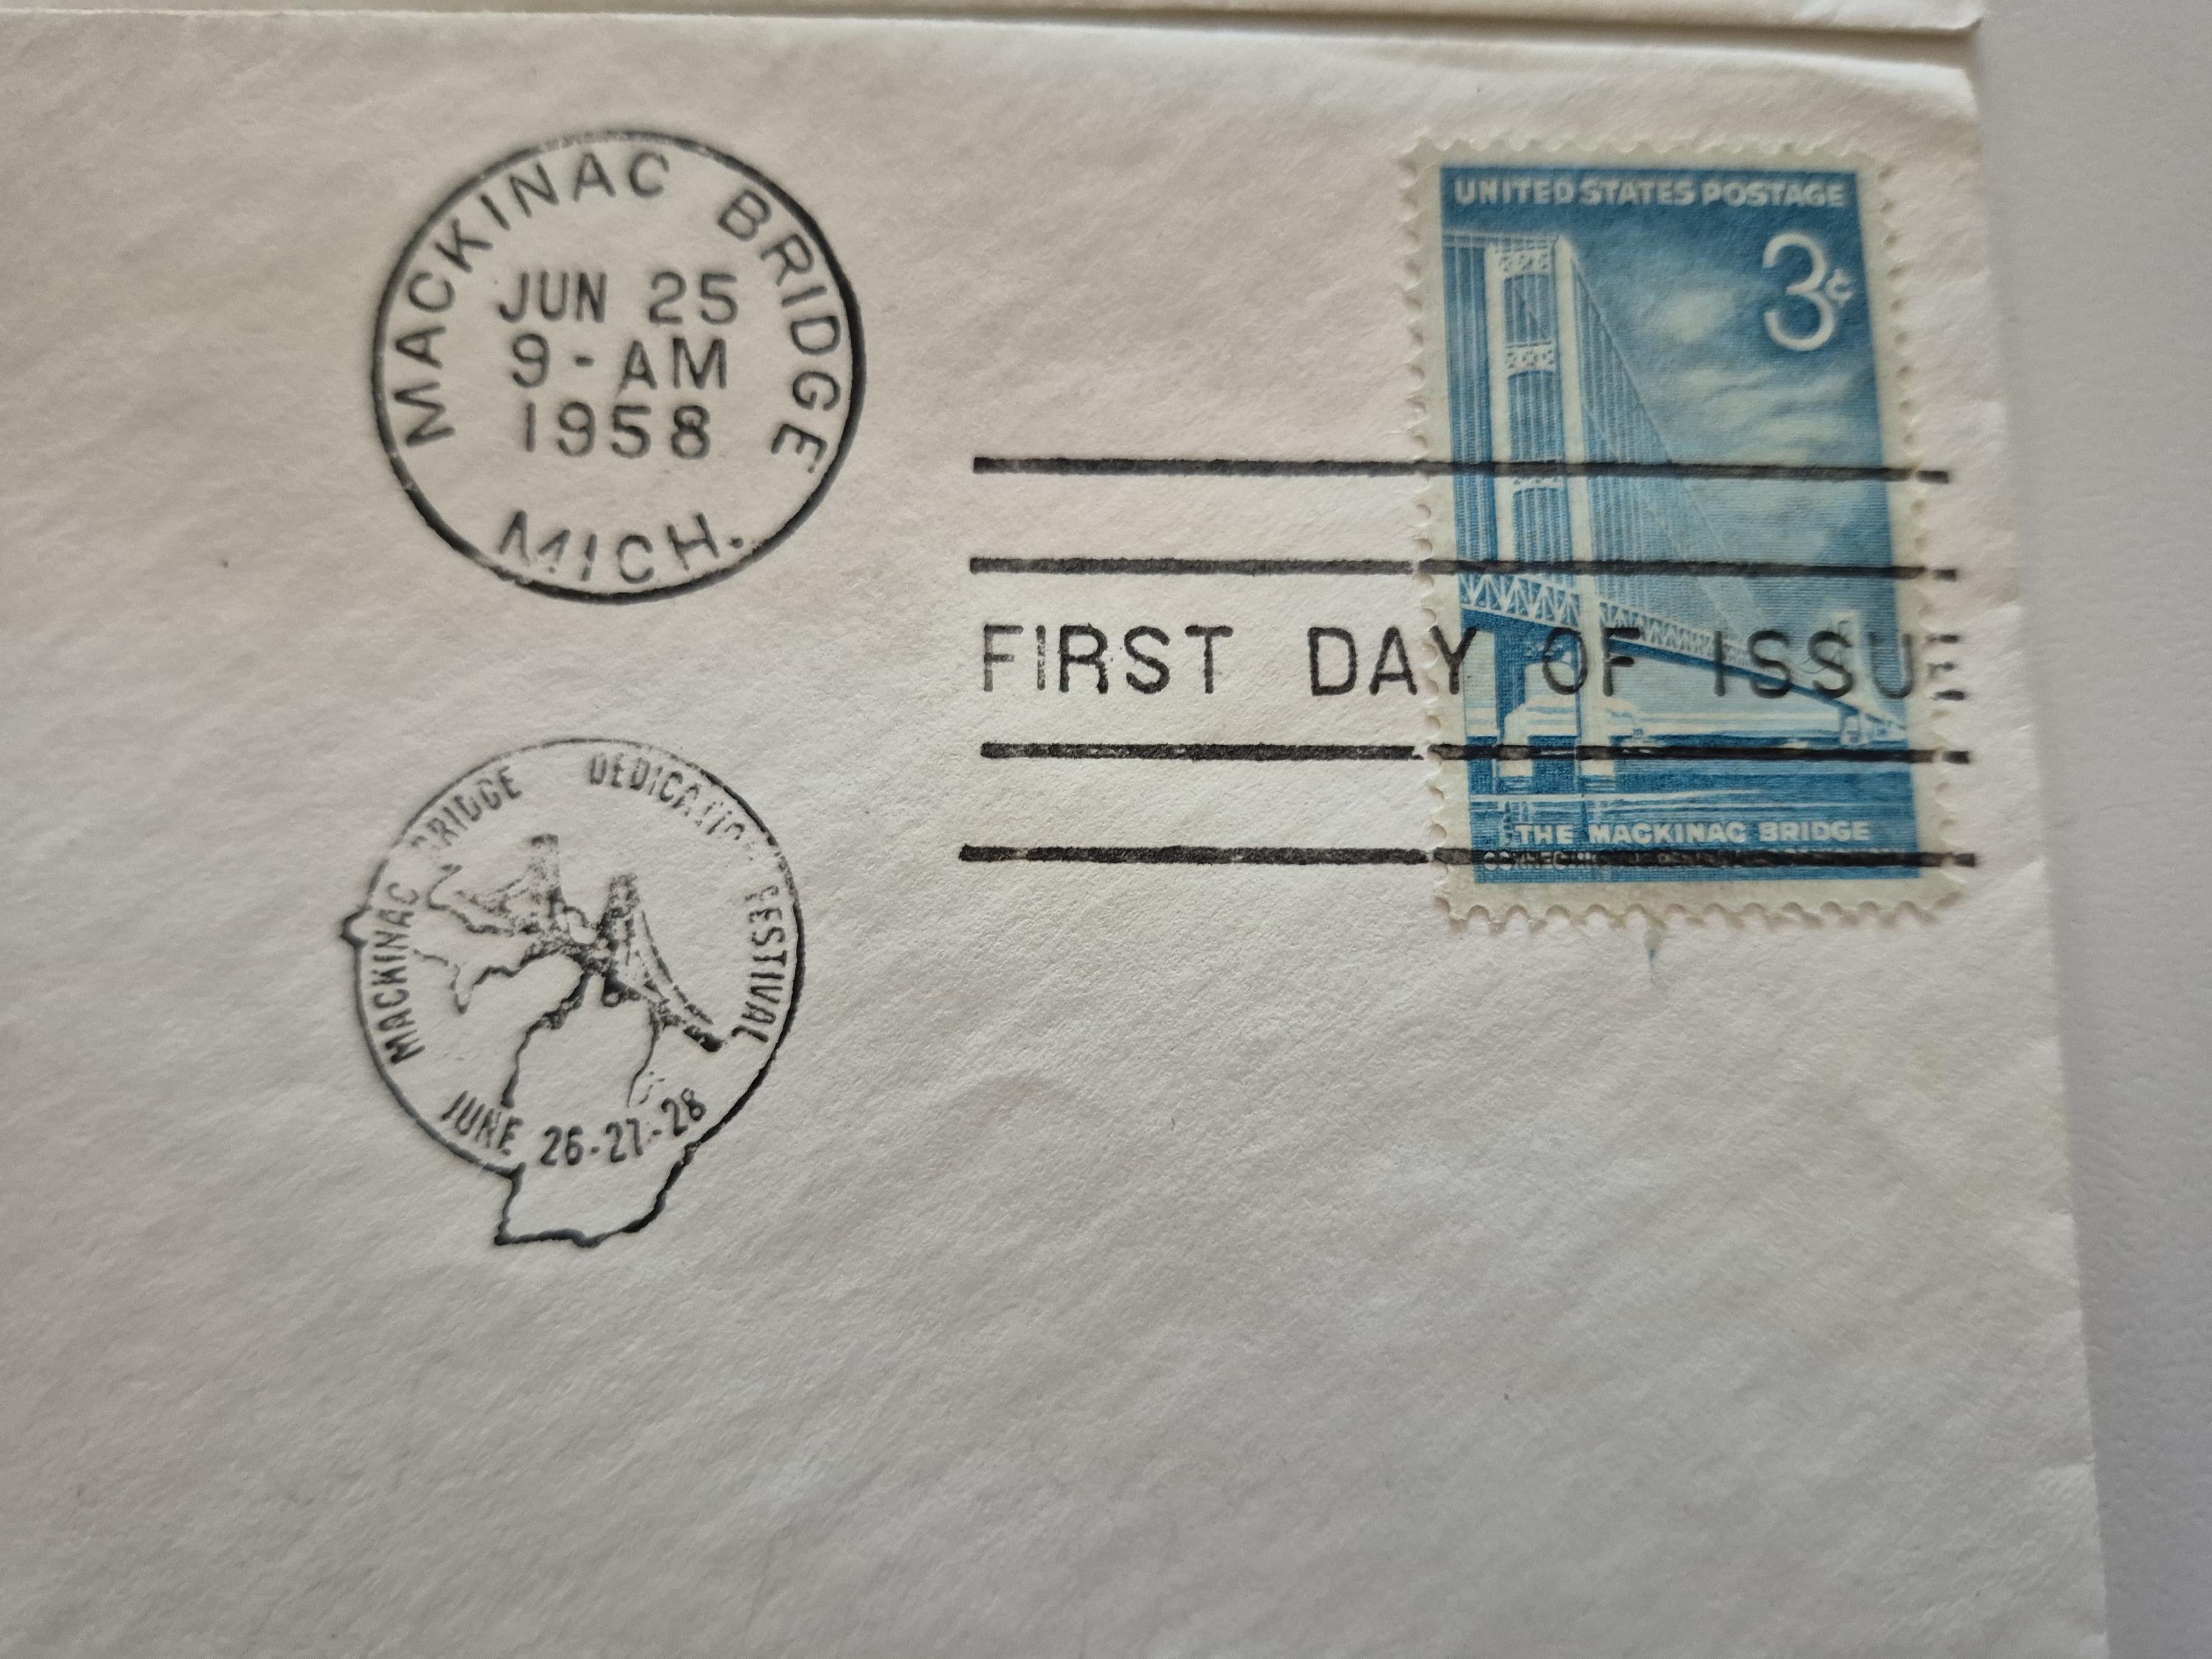 MACKINAC BRIDGE
JUN 25
9-AM
1958
MICH.
UNITED STATES POSTAGE
3¢
FIRST DAY OF ISSUE
THE MACKINAC BRIDGE
MACKINAC BRIDGE DEDICATION FESTIVAL
JUNE 26-27-28